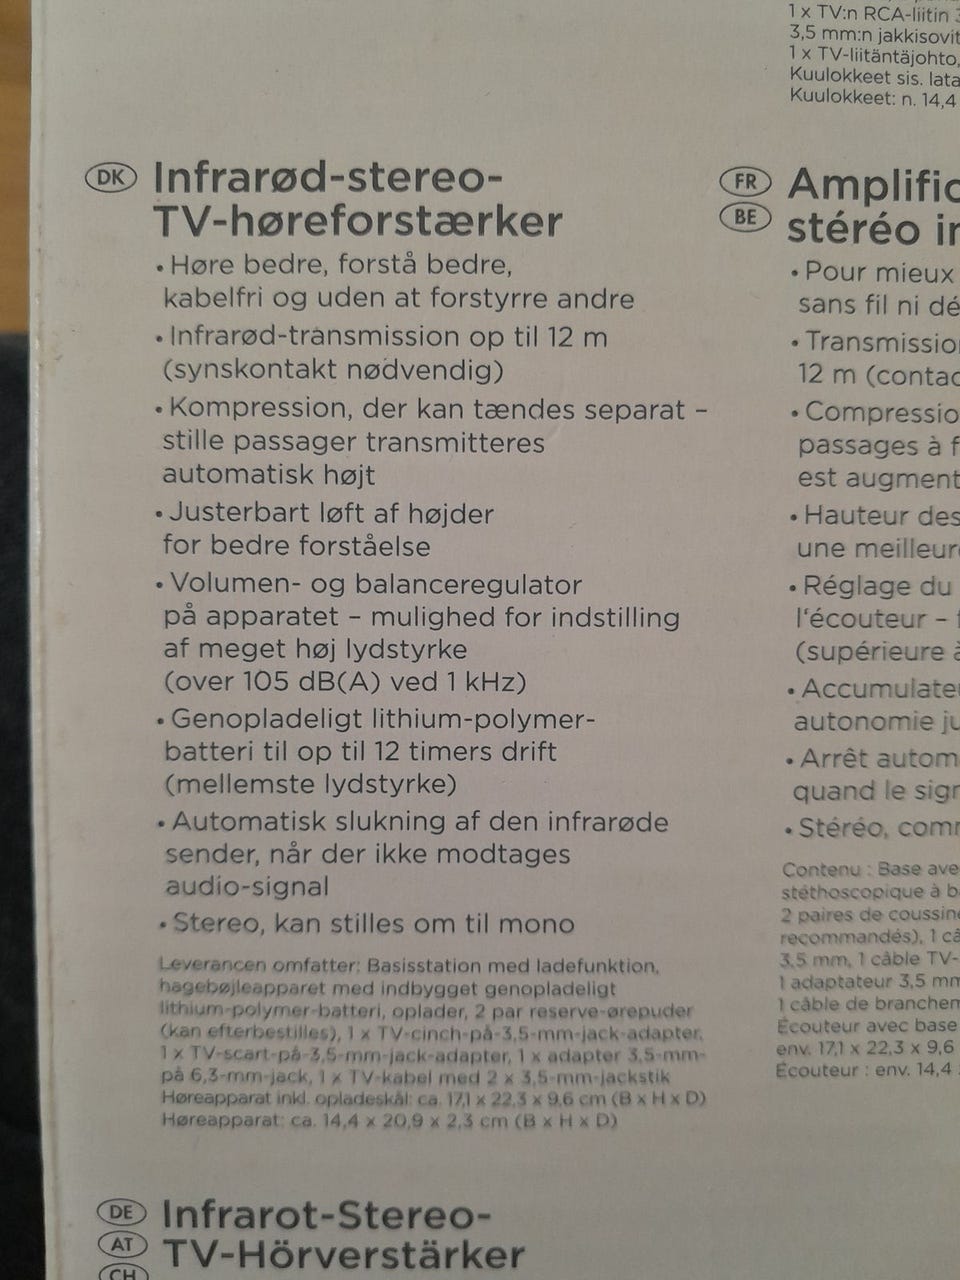 1 x TV:n RCA-liitin
3,5 mm:n jakkisovit
1 x TV-liitäntäjohto,
Kuulokkeet sis. lata
Kuulokkeet: n. 14,4
DK Infrarød-stereo-
TV-høreforstærker
• Høre bedre, forstå bedre,
kabelfri og uden at forstyrre andre
• Infrarød-transmission op til 12 m
(synskontakt nødvendig)
• Kompression, der kan tændes separat –
stille passager transmitteres
automatisk højt
• Justerbart løft af højder
for bedre forståelse
• Volumen- og balanceregulator
på apparatet – mulighed for indstilling
af meget høj lydstyrke
(over 105 dB(A) ved 1 kHz)
• Genopladeligt lithium-polymer-
batteri til op til 12 timers drift
(mellemste lydstyrke)
• Automatisk slukning af den infrarøde
sender, når der ikke modtages
audio-signal
• Stereo, kan stilles om til mono
Leverancen omfatter: Basisstation med ladefunktion,
hagebøjleapparet med indbygget genopladeligt
lithium-polymer-batteri, oplader, 2 par reserve-ørepuder
(kan efterbestilles), 1 x TV-cinch-på-3,5-mm-jack-adapter,
1 x TV-scart-på-3,5-mm-jack-adapter, 1 x adapter 3,5-mm-
på 6,3-mm-jack, 1 x TV-kabel med 2 x 3,5-mm-jackstik
Høreapparat inkl. opladeskål: ca. 17,1 x 22,3 x 9,6 cm (B x H x D)
Høreapparat: ca. 14,4 x 20,9 x 2,3 cm (B x H x D)
FR Amplific
BE stéréo in
• Pour mieux
sans fil ni dé
• Transmission
12 m (contac
• Compressio
passages à f
est augment
• Hauteur des
une meilleure
• Réglage du
l'écouteur –
(supérieure à
• Accumulate
autonomie ju
• Arrêt autom
quand le sign
• Stéréo, comm
Contenu : Base ave
stéthoscopique à b
2 paires de coussine
recommandés), 1 câ
3,5 mm, 1 câble TV-
1 adaptateur 3,5 mm
1 câble de branchem
Écouteur avec base
env. 17,1 x 22,3 x 9,6
Écouteur : env. 14,4
DE Infrarot-Stereo-
AT TV-Hörverstärker
CH